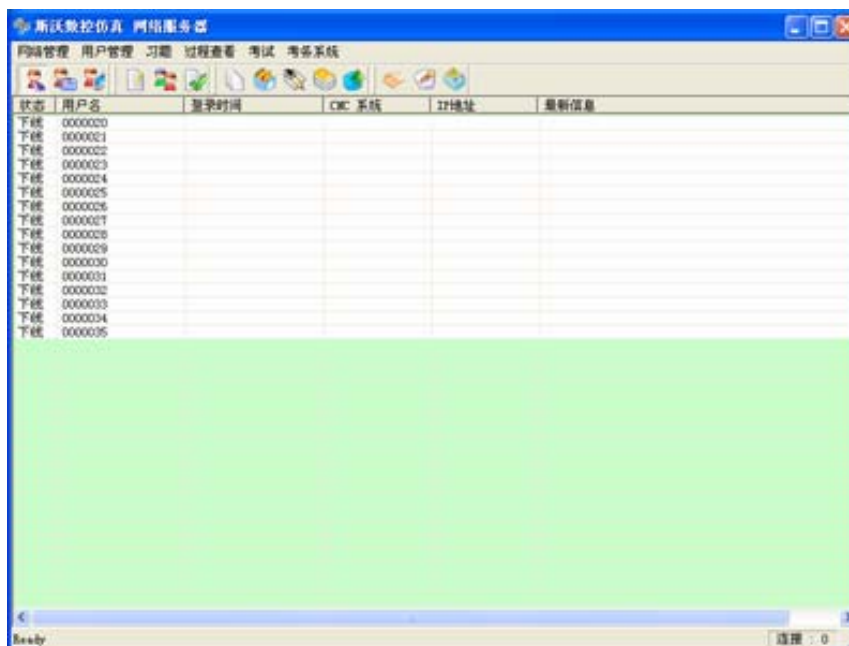 斯沃数控仿真 网络服务器
网络管理 用户管理 习题 过程查看 考试 考务系统
状态 用户名 登录时间 CNC 系统 IP地址 最新信息
下线 0000020
下线 0000021
下线 0000022
下线 0000023
下线 0000024
下线 0000025
下线 0000026
下线 0000027
下线 0000028
下线 0000029
下线 0000030
下线 0000031
下线 0000032
下线 0000033
下线 0000034
下线 0000035
Ready 连接 : 0